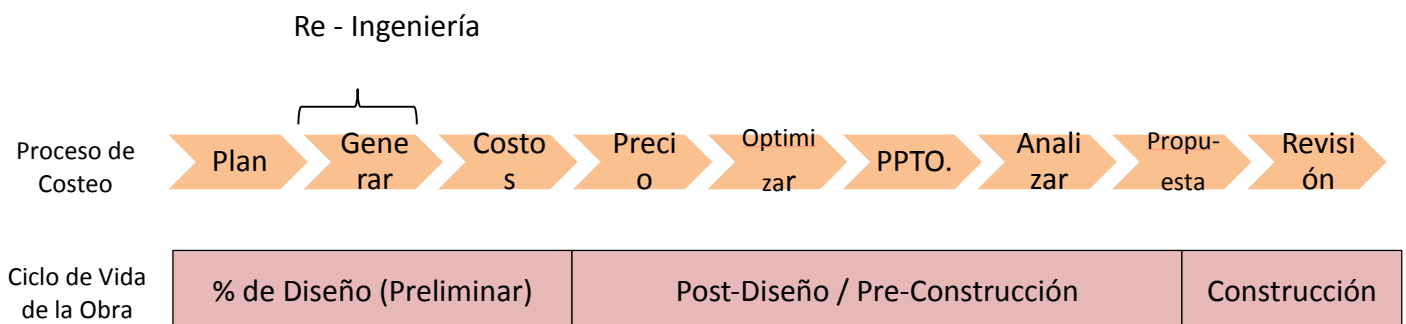 Re - Ingeniería
Proceso de
Costeo
Plan
Gene
rar
Costo
s
Preci
o
Optimi
zar
PPTO.
Anali
zar
Propu-
esta
Revisi
ón
Ciclo de Vida
de la Obra
% de Diseño (Preliminar)
Post-Diseño / Pre-Construcción
Construcción